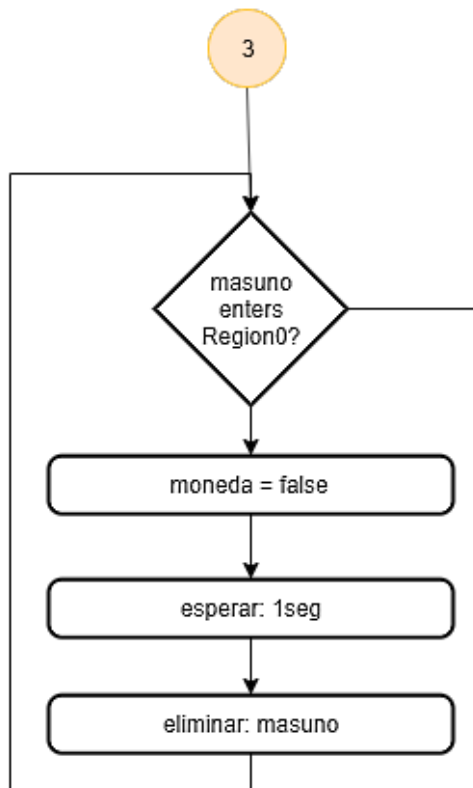 3
masuno
enters
Region0?
moneda = false
esperar: 1seg
eliminar: masuno